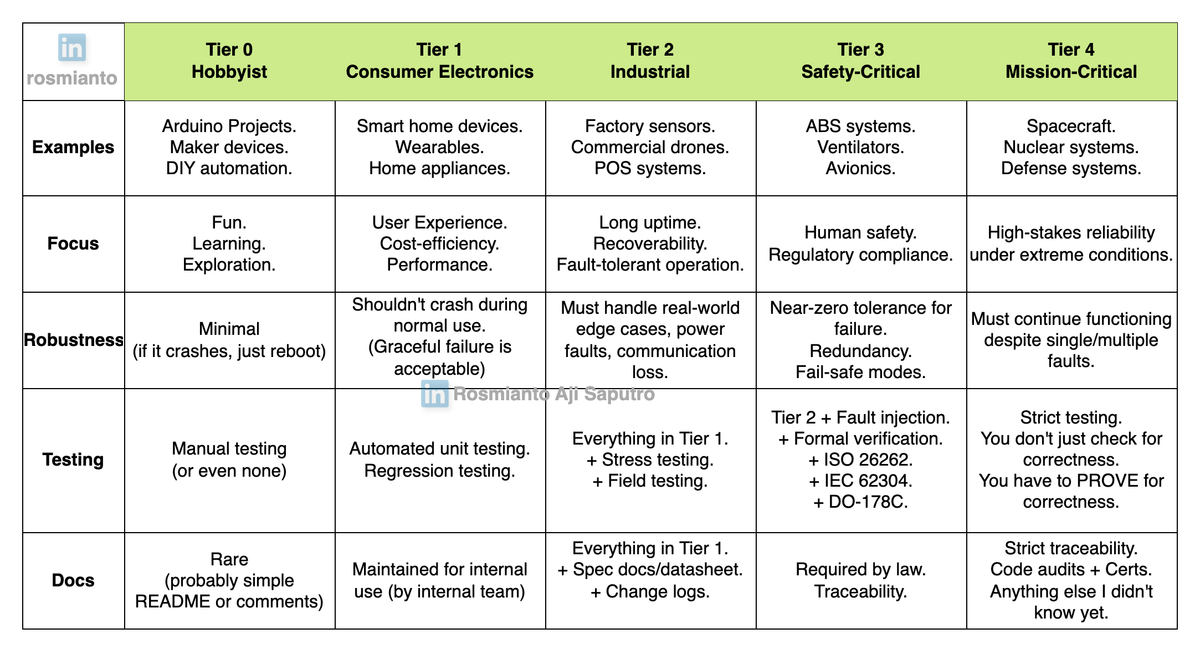 in
rosmianto
Tier 0
Hobbyist
Tier 1
Consumer Electronics
Tier 2
Industrial
Tier 3
Safety-Critical
Tier 4
Mission-Critical
Examples
Arduino Projects.
Maker devices.
DIY automation.
Smart home devices.
Wearables.
Home appliances.
Factory sensors.
Commercial drones.
POS systems.
ABS systems.
Ventilators.
Avionics.
Spacecraft.
Nuclear systems.
Defense systems.
Focus
Fun.
Learning.
Exploration.
User Experience.
Cost-efficiency.
Performance.
Long uptime.
Recoverability.
Fault-tolerant operation.
Human safety.
Regulatory compliance.
High-stakes reliability
under extreme conditions.
Robustness
Minimal
(if it crashes, just reboot)
Shouldn't crash during
normal use.
(Graceful failure is
acceptable)
Must handle real-world
edge cases, power
faults, communication
loss.
Near-zero tolerance for
failure.
Redundancy.
Fail-safe modes.
Must continue functioning
despite single/multiple
faults.
in Rosmianto Aji Saputro
Testing
Manual testing
(or even none)
Automated unit testing.
Regression testing.
Everything in Tier 1.
+ Stress testing.
+ Field testing.
Tier 2 + Fault injection.
+ Formal verification.
+ ISO 26262.
+ IEC 62304.
+ DO-178C.
Strict testing.
You don't just check for
correctness.
You have to PROVE for
correctness.
Docs
Rare
(probably simple
README or comments)
Maintained for internal
use (by internal team)
Everything in Tier 1.
+ Spec docs/datasheet.
+ Change logs.
Required by law.
Traceability.
Strict traceability.
Code audits + Certs.
Anything else I didn't
know yet.